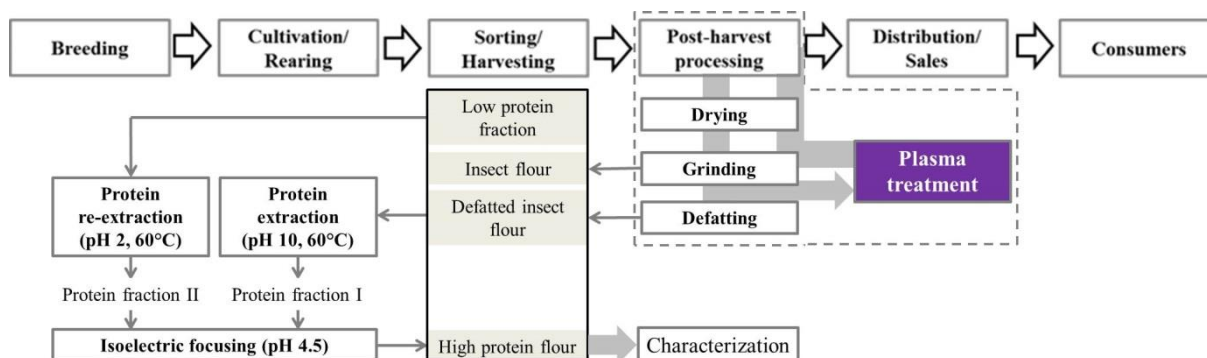 Breeding
Cultivation/
Rearing
Sorting/
Harvesting
Post-harvest
processing
Distribution/
Sales
Consumers
Low protein
fraction
Drying
Insect flour
Grinding
Plasma
treatment
Protein
re-extraction
(pH 2, 60°C)
Protein
extraction
(pH 10, 60°C)
Defatted insect
flour
Defatting
Protein fraction II
Protein fraction I
Isoelectric focusing (pH 4.5)
High protein flour
Characterization